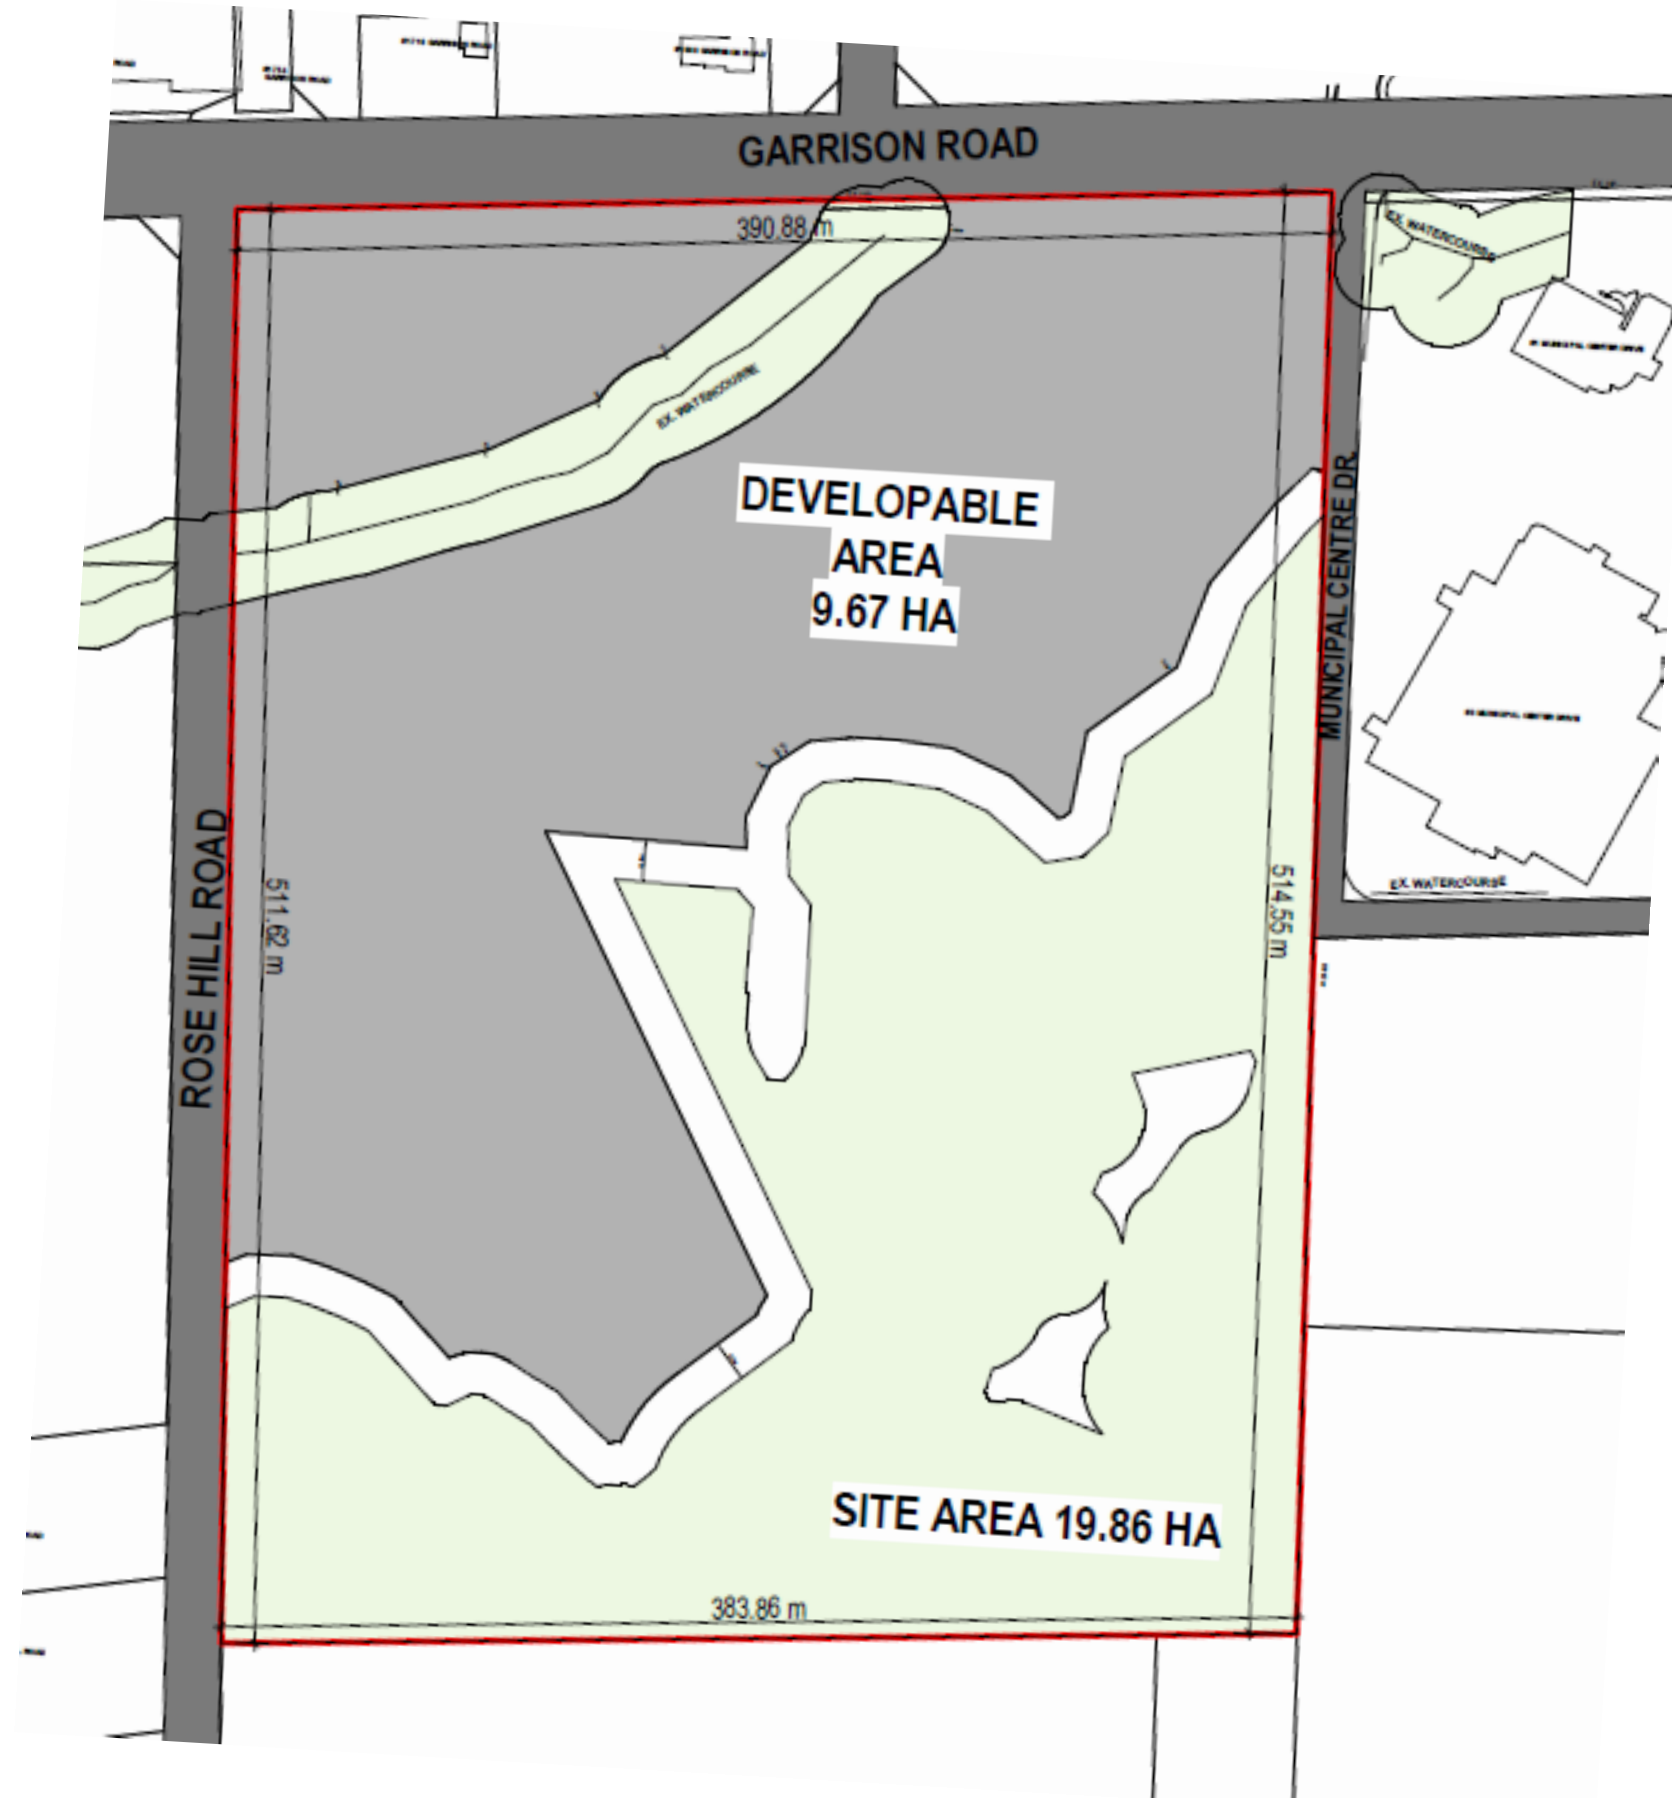 GARRISON ROAD
390.88 m
EX. WATERCOURSE
EX. WATERCOURSE
DEVELOPABLE
AREA
9.67 HA
MUNICIPAL CENTRE DR.
ROSE HILL ROAD
511.62 m
514.55 m
EX. WATERCOURSE
SITE AREA 19.86 HA
383.86 m